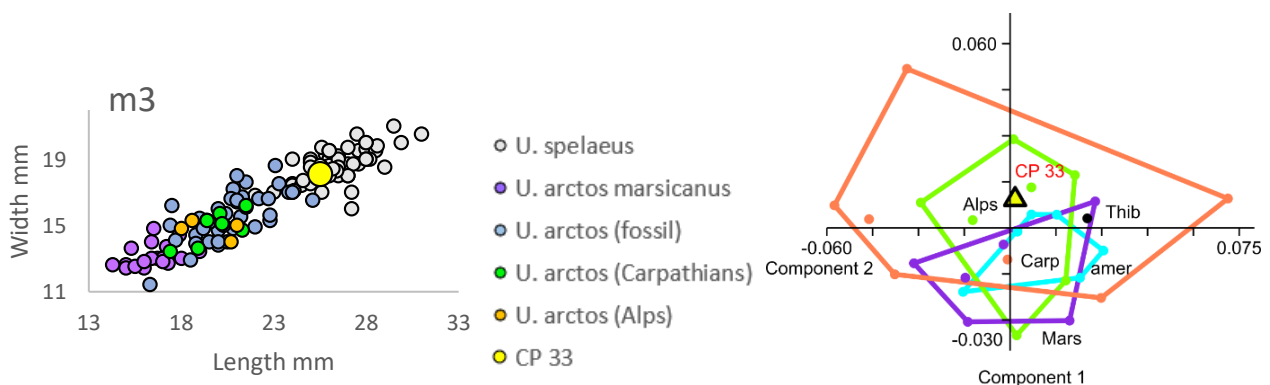 m3
Width mm
19
15
11
13 18 23 28 33
Length mm
U. spelaeus
U. arctos marsicanus
U. arctos (fossil)
U. arctos (Carpathians)
U. arctos (Alps)
CP 33
0.060
CP 33
Alps
Thib
-0.060
0.075
Component 2
Carp
amer
-0.030
Mars
Component 1